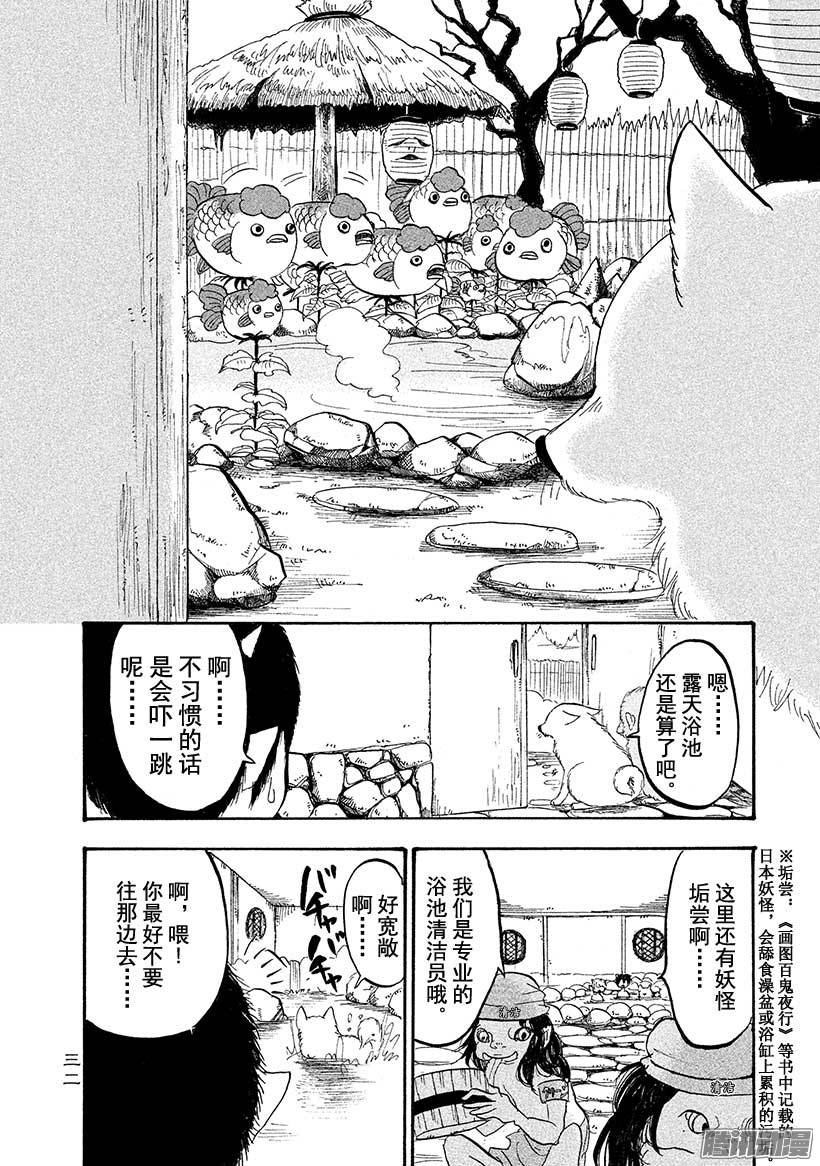 嗯……
露天浴池
还是算了吧。
啊……
不习惯的话
是会吓一跳
呢……
这里还有妖怪
垢尝啊……
我们是专业的
浴池清洁员哦。
清洁
清洁
※垢尝：《画图百鬼夜行》等书中记载的
日本妖怪，会舔食澡盆或浴缸上累积的
好宽敞
啊……
バチャバチャ
啊，喂！
你最好不要
往那边去……
三二
腾讯动漫